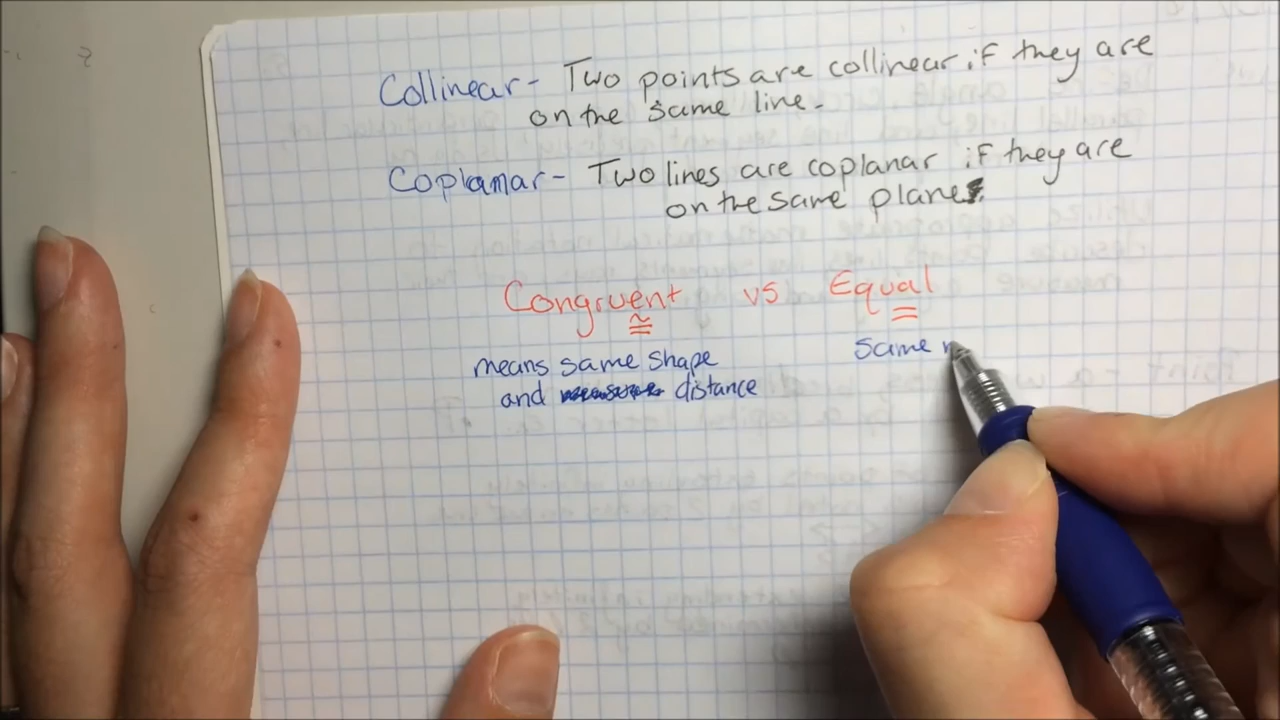 Collinear - Two points are collinear if they are
on the same line.
Coplanar - Two lines are coplanar if they are
on the same plane.
Congruent vs Equal
≅ =
means same shape same
and distance